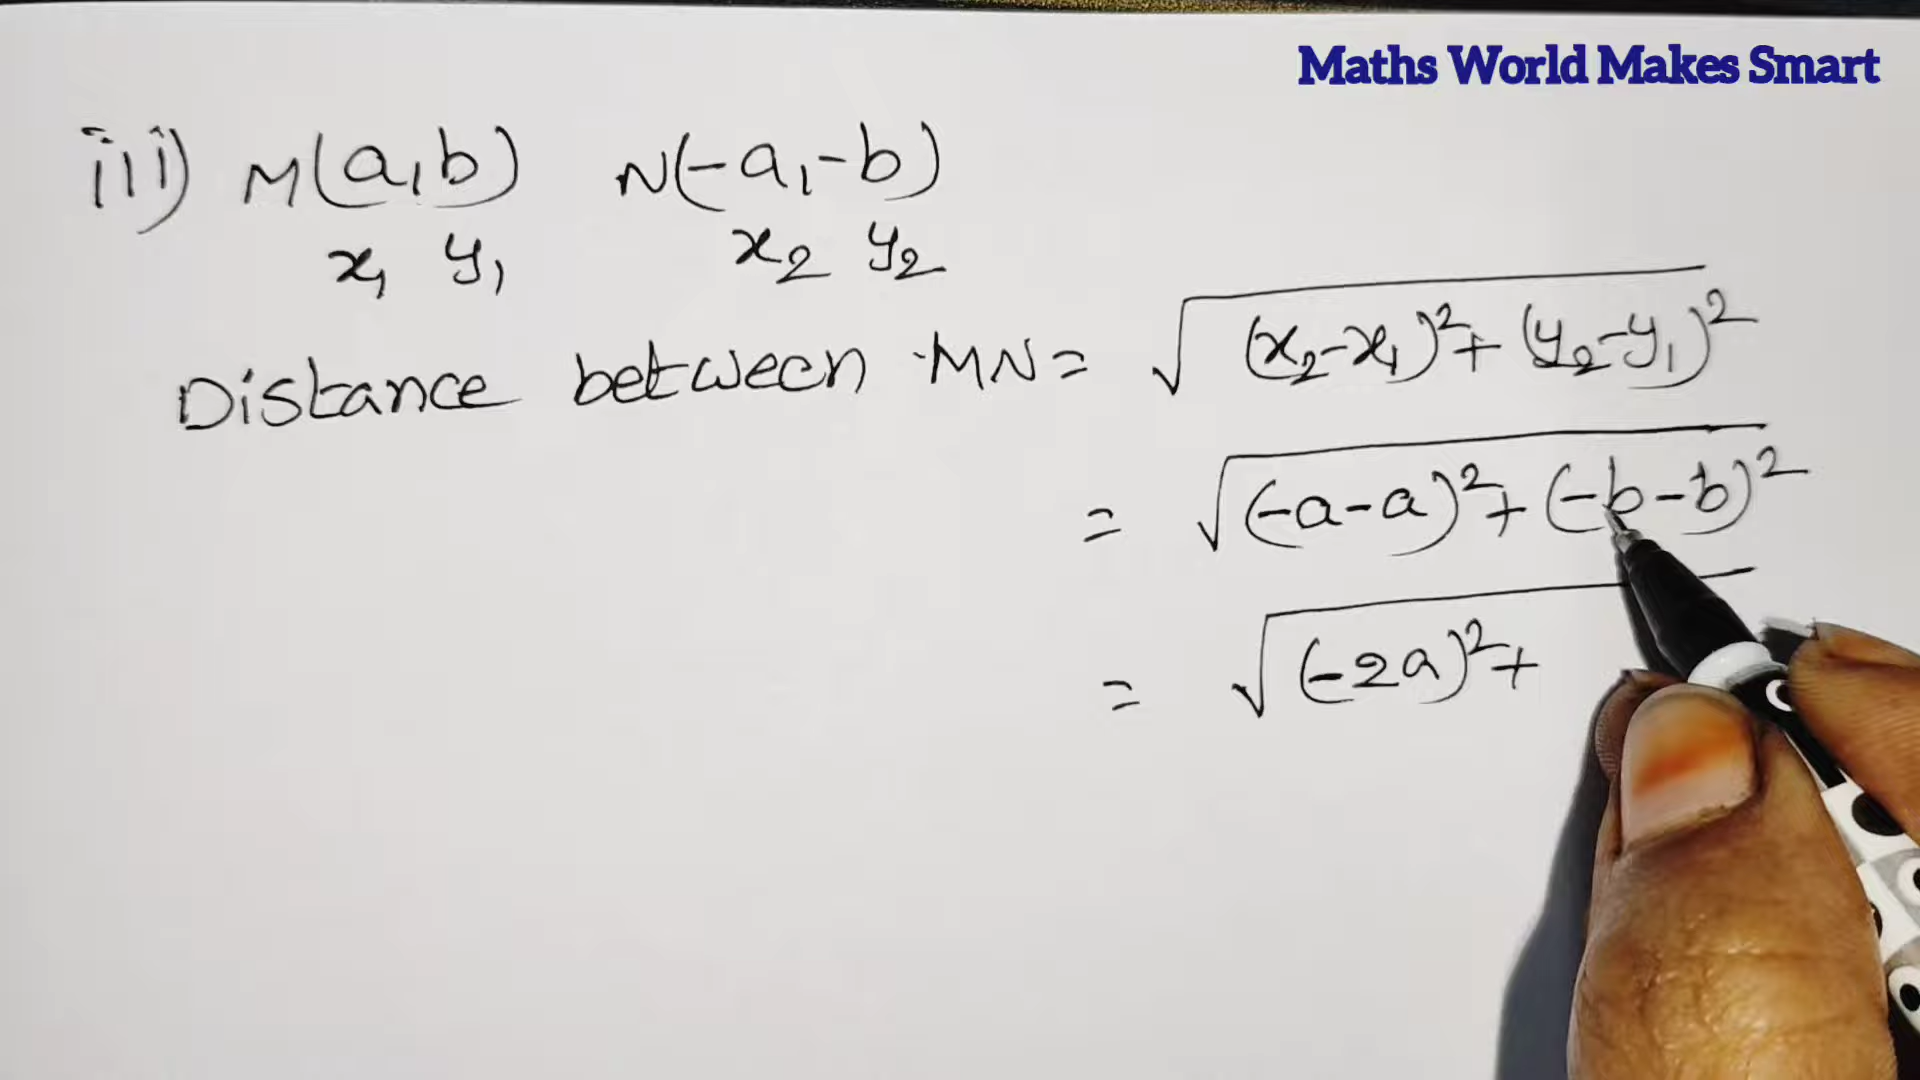 Maths World Makes Smart
iii) M(a,b) N(-a,-b)
x₁ y₁ x₂ y₂
Distance between MN = √(x₂-x₁)²+(y₂-y₁)²
= √(-a-a)²+(-b-b)²
= √(-2a)²+